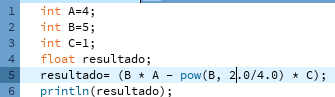 1 int A=4;
2 int B=5;
3 int C=1;
4 float resultado;
5 resultado= (B * A – pow(B, 2.0/4.0) * C);
6 println(resultado);